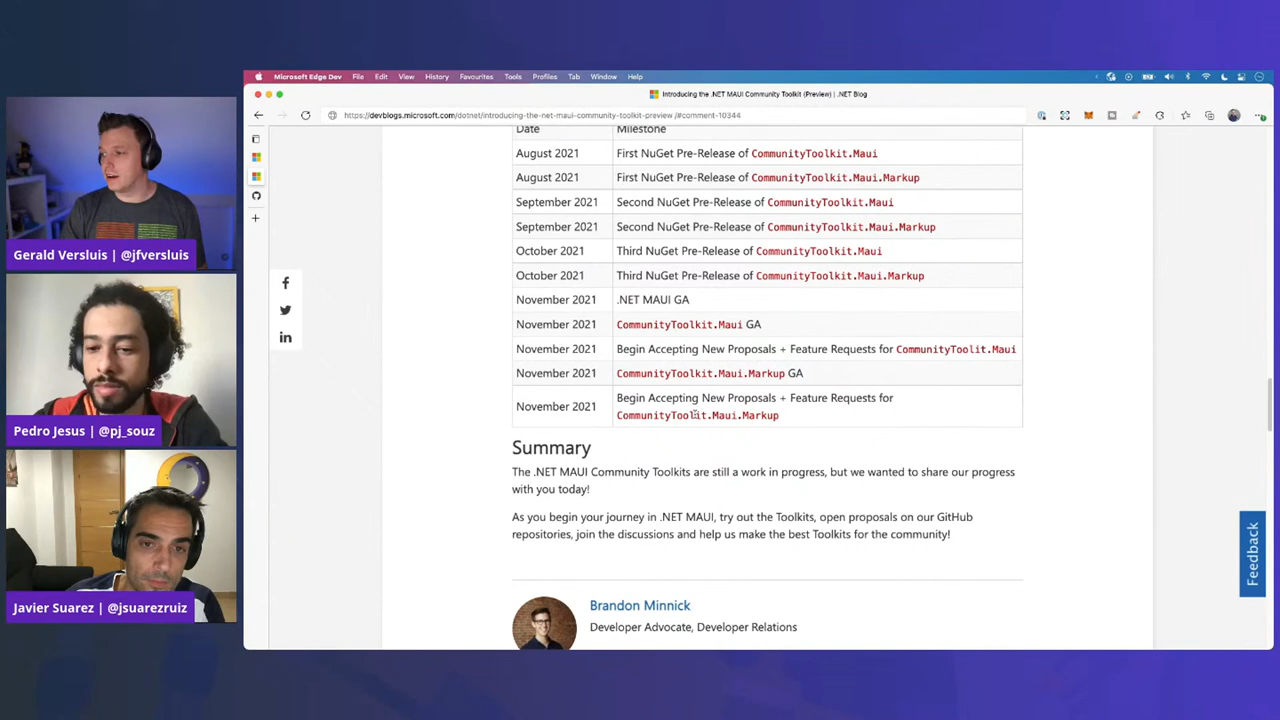 Microsoft Edge Dev File Edit View History Favourites Tools Profiles Tab Window Help
Introducing the .NET MAUI Community Toolkit (Preview) | .NET Blog
https://devblogs.microsoft.com/dotnet/introducing-the-net-maui-community-toolkit-preview/#comment-10344
Date Milestone
August 2021 First NuGet Pre-Release of CommunityToolkit.Maui
August 2021 First NuGet Pre-Release of CommunityToolkit.Maui.Markup
September 2021 Second NuGet Pre-Release of CommunityToolkit.Maui
September 2021 Second NuGet Pre-Release of CommunityToolkit.Maui.Markup
October 2021 Third NuGet Pre-Release of CommunityToolkit.Maui
October 2021 Third NuGet Pre-Release of CommunityToolkit.Maui.Markup
November 2021 .NET MAUI GA
November 2021 CommunityToolkit.Maui GA
November 2021 Begin Accepting New Proposals + Feature Requests for CommunityToolit.Maui
November 2021 CommunityToolkit.Maui.Markup GA
November 2021 Begin Accepting New Proposals + Feature Requests for
CommunityToolit.Maui.Markup
Summary
The .NET MAUI Community Toolkits are still a work in progress, but we wanted to share our progress
with you today!
As you begin your journey in .NET MAUI, try out the Toolkits, open proposals on our GitHub
repositories, join the discussions and help us make the best Toolkits for the community!
Brandon Minnick
Developer Advocate, Developer Relations
Feedback
Gerald Versluis | @jfversluis
Pedro Jesus | @pj_souz
Javier Suarez | @jsuarezruiz